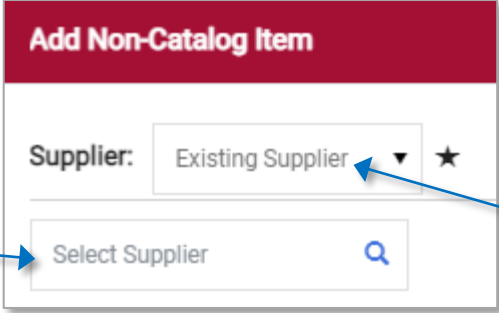 Add Non-Catalog Item
Supplier: Existing Supplier
Select Supplier